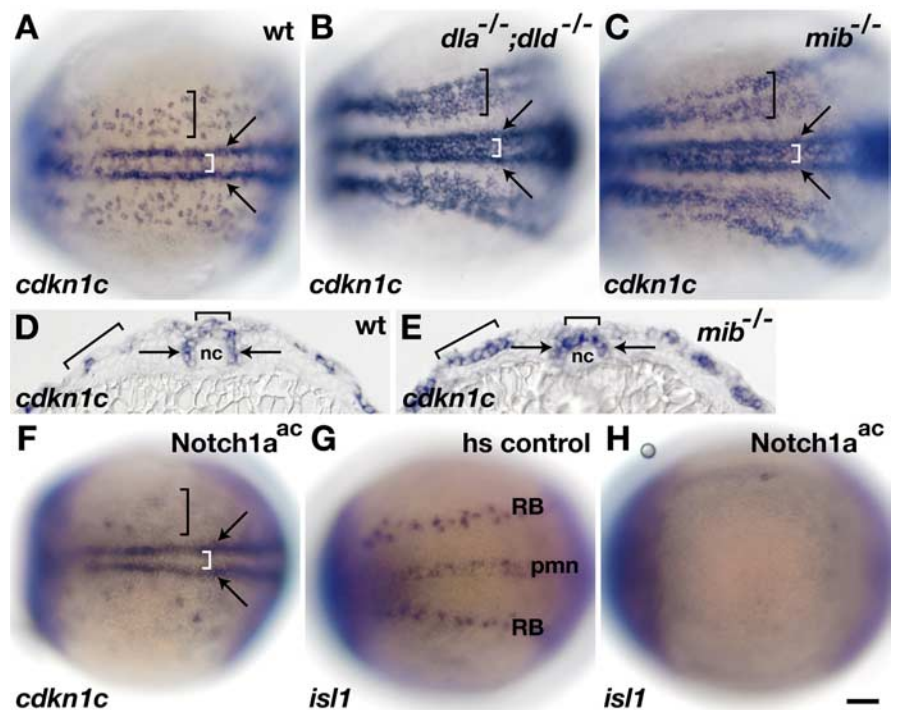 A wt
B dla-/-;dld-/-
C mib-/-
cdkn1c
cdkn1c
cdkn1c
D wt
nc
cdkn1c
E mib-/-
nc
cdkn1c
F Notch1aac
G hs control
H Notch1aac
RB
pmn
RB
cdkn1c
isl1
isl1